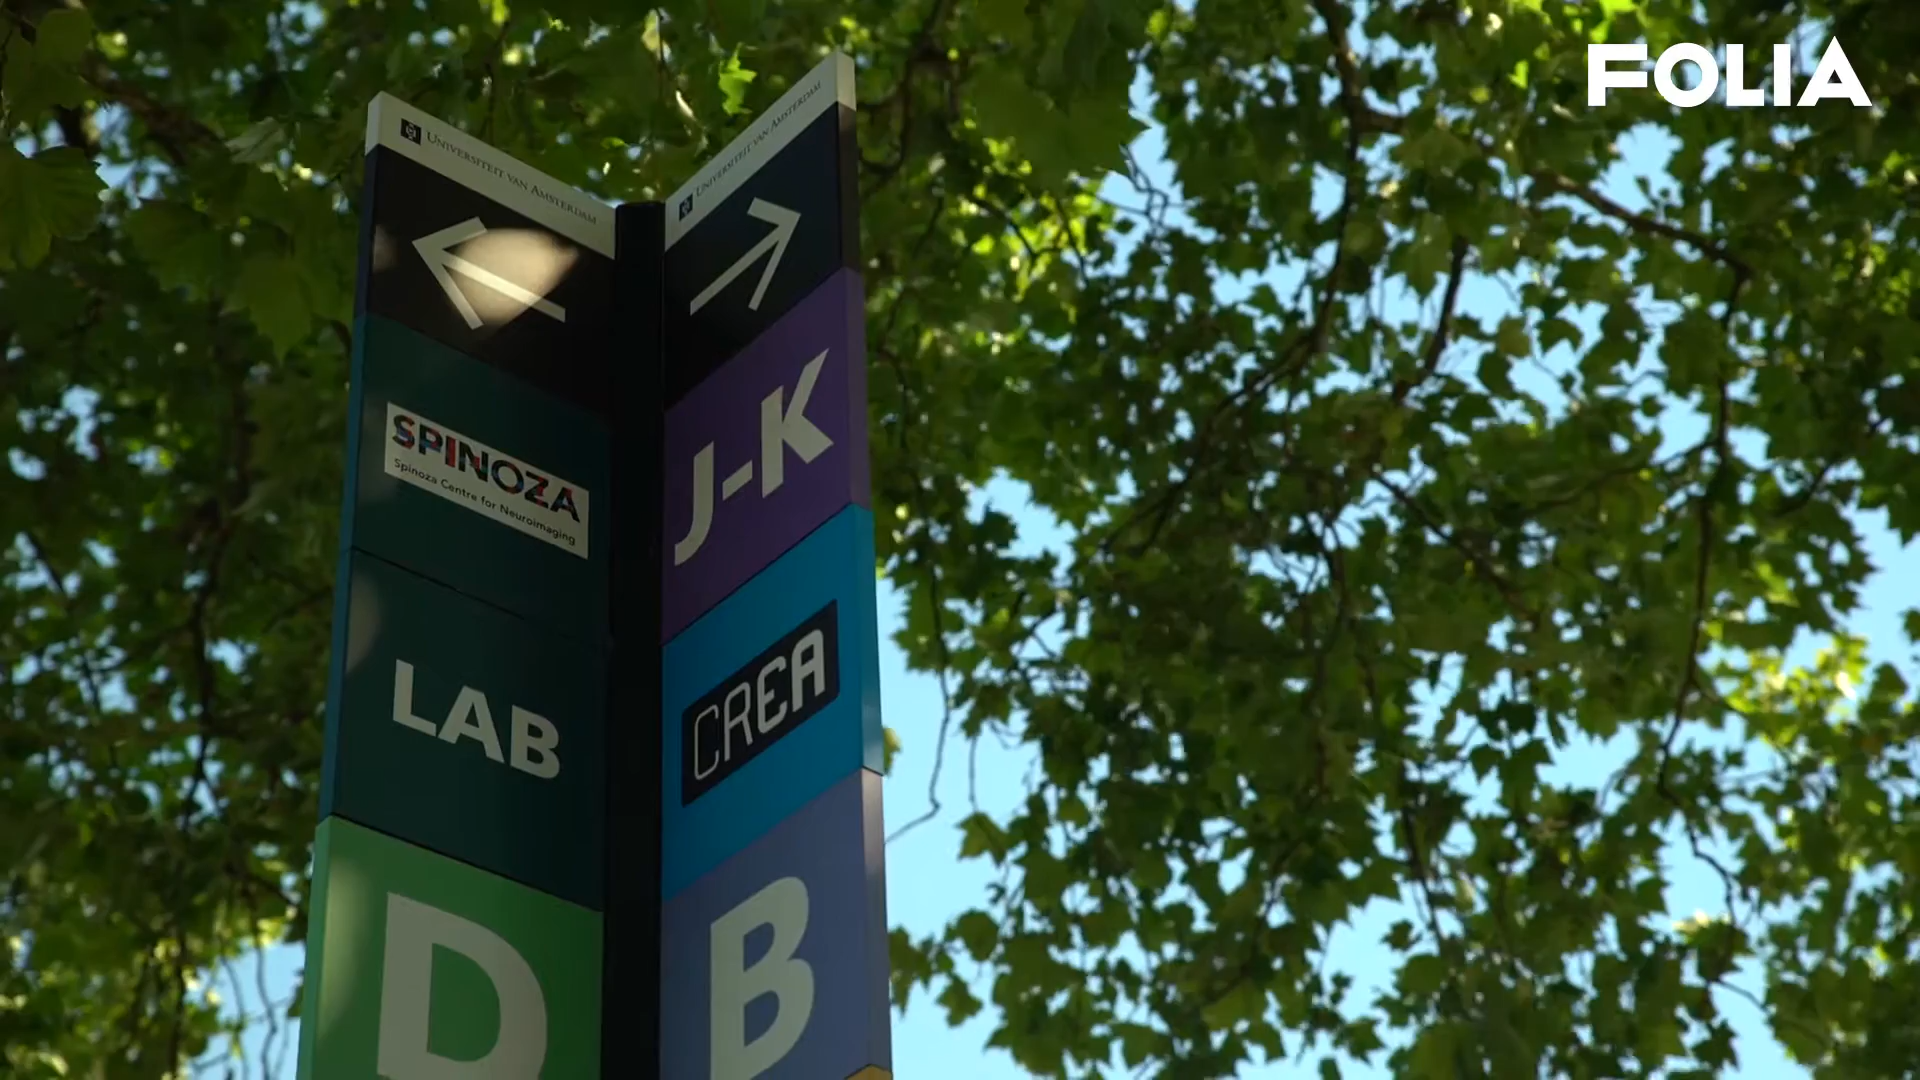 FOLIA
UNIVERSITEIT VAN AMSTERDAM
SPINOZA
Spinoza Centre for Neuroimaging
LAB
D
UNIVERSITEIT VAN AMSTERDAM
J-K
CREA
B